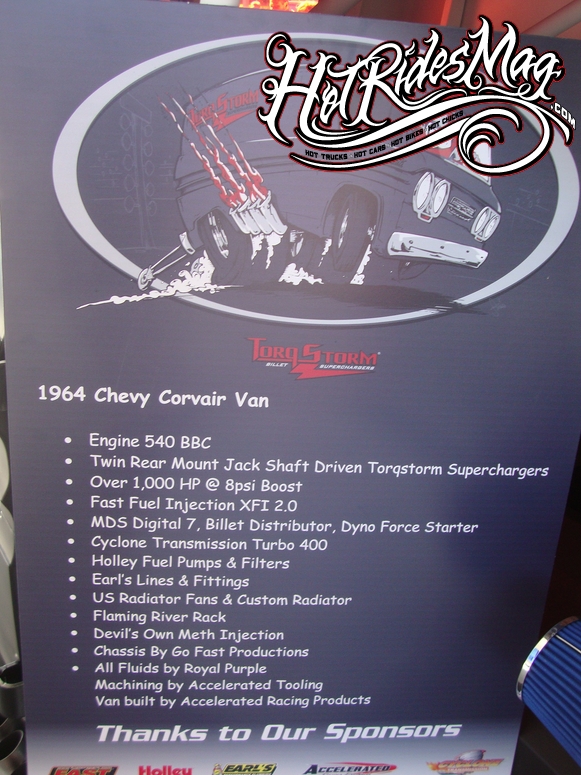 HotRidesMag
.COM
HOT TRUCKS HOT CARS HOT BIKES HOT CHICKS
TORQSTORM
BILLET SUPERCHARGERS
1964 Chevy Corvair Van
• Engine 540 BBC
• Twin Rear Mount Jack Shaft Driven Torqstorm Superchargers
• Over 1,000 HP @ 8psi Boost
• Fast Fuel Injection XFI 2.0
• MDS Digital 7, Billet Distributor, Dyno Force Starter
• Cyclone Transmission Turbo 400
• Holley Fuel Pumps & Filters
• Earl's Lines & Fittings
• US Radiator Fans & Custom Radiator
• Flaming River Rack
• Devil's Own Meth Injection
• Chassis By Go Fast Productions
• All Fluids by Royal Purple
Machining by Accelerated Tooling
Van built by Accelerated Racing Products
Thanks to Our Sponsors
FAST Holley EARL'S ACCELERATED